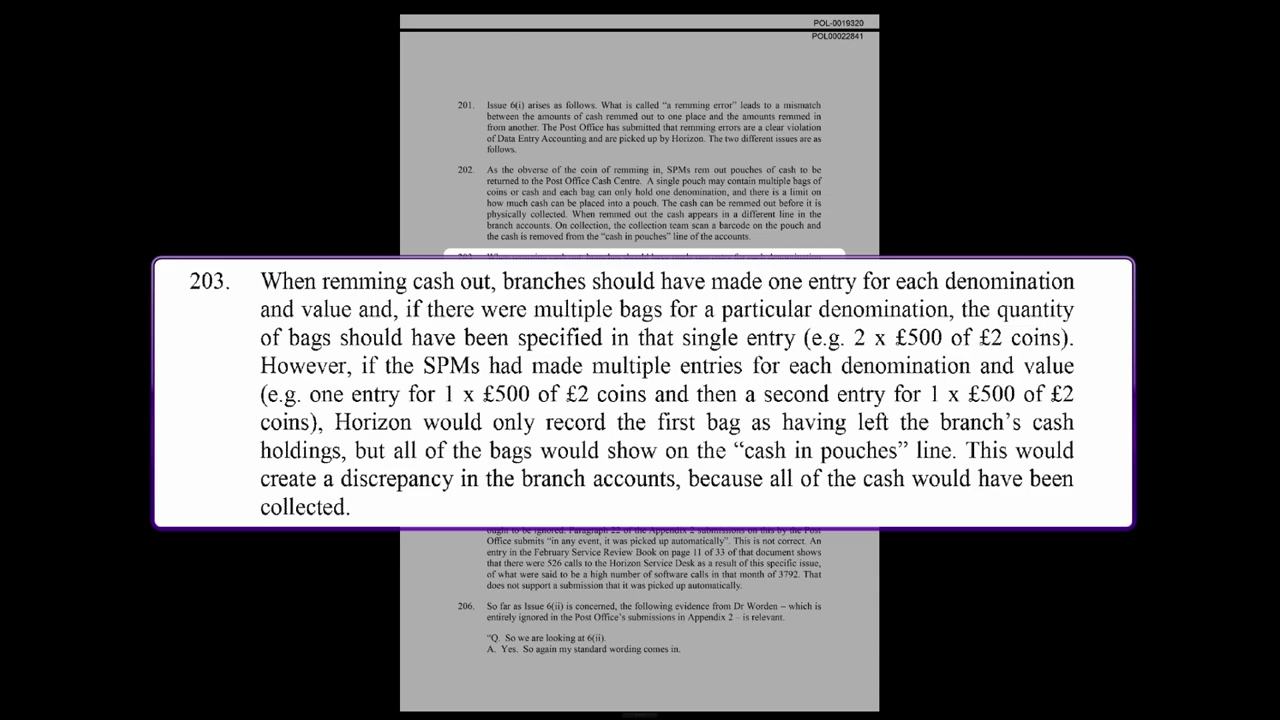 POL-0019320
POL00022841
201. Issue 6(i) arises as follows. What is called “a remming error” leads to a mismatch
between the amounts of cash remmed out to one place and the amounts remmed in
from another. The Post Office has submitted that remming errors are a clear violation
of Data Entry Accounting and are picked up by Horizon. The two different issues are as
follows.
202. As the obverse of the coin of remming in, SPMs rem out pouches of cash to be
returned to the Post Office Cash Centre. A single pouch may contain multiple bags of
coins or cash and each bag can only hold one denomination, and there is a limit on
how much cash can be placed into a pouch. The cash can be remmed out before it is
physically collected. When remmed out the cash appears in a different line in the
branch accounts. On collection, the collection team scan a barcode on the pouch and
the cash is removed from the “cash in pouches” line of the accounts.
203. When remming cash out, branches should have made one entry for each denomination
and value and, if there were multiple bags for a particular denomination, the quantity
of bags should have been specified in that single entry (e.g. 2 x £500 of £2 coins).
However, if the SPMs had made multiple entries for each denomination and value
(e.g. one entry for 1 x £500 of £2 coins and then a second entry for 1 x £500 of £2
coins), Horizon would only record the first bag as having left the branch’s cash
holdings, but all of the bags would show on the “cash in pouches” line. This would
create a discrepancy in the branch accounts, because all of the cash would have been
collected.
ought to be ignored. Paragraph 22 of the Appendix 2 submissions on this by the Post
Office submits “in any event, it was picked up automatically”. This is not correct. An
entry in the February Service Review Book on page 11 of 33 of that document shows
that there were 526 calls to the Horizon Service Desk as a result of this specific issue,
of what were said to be a high number of software calls in that month of 3792. That
does not support a submission that it was picked up automatically.
206. So far as Issue 6(ii) is concerned, the following evidence from Dr Worden – which is
entirely ignored in the Post Office’s submissions in Appendix 2 – is relevant.
“Q. So we are looking at 6(ii).
A. Yes. So again my standard wording comes in.